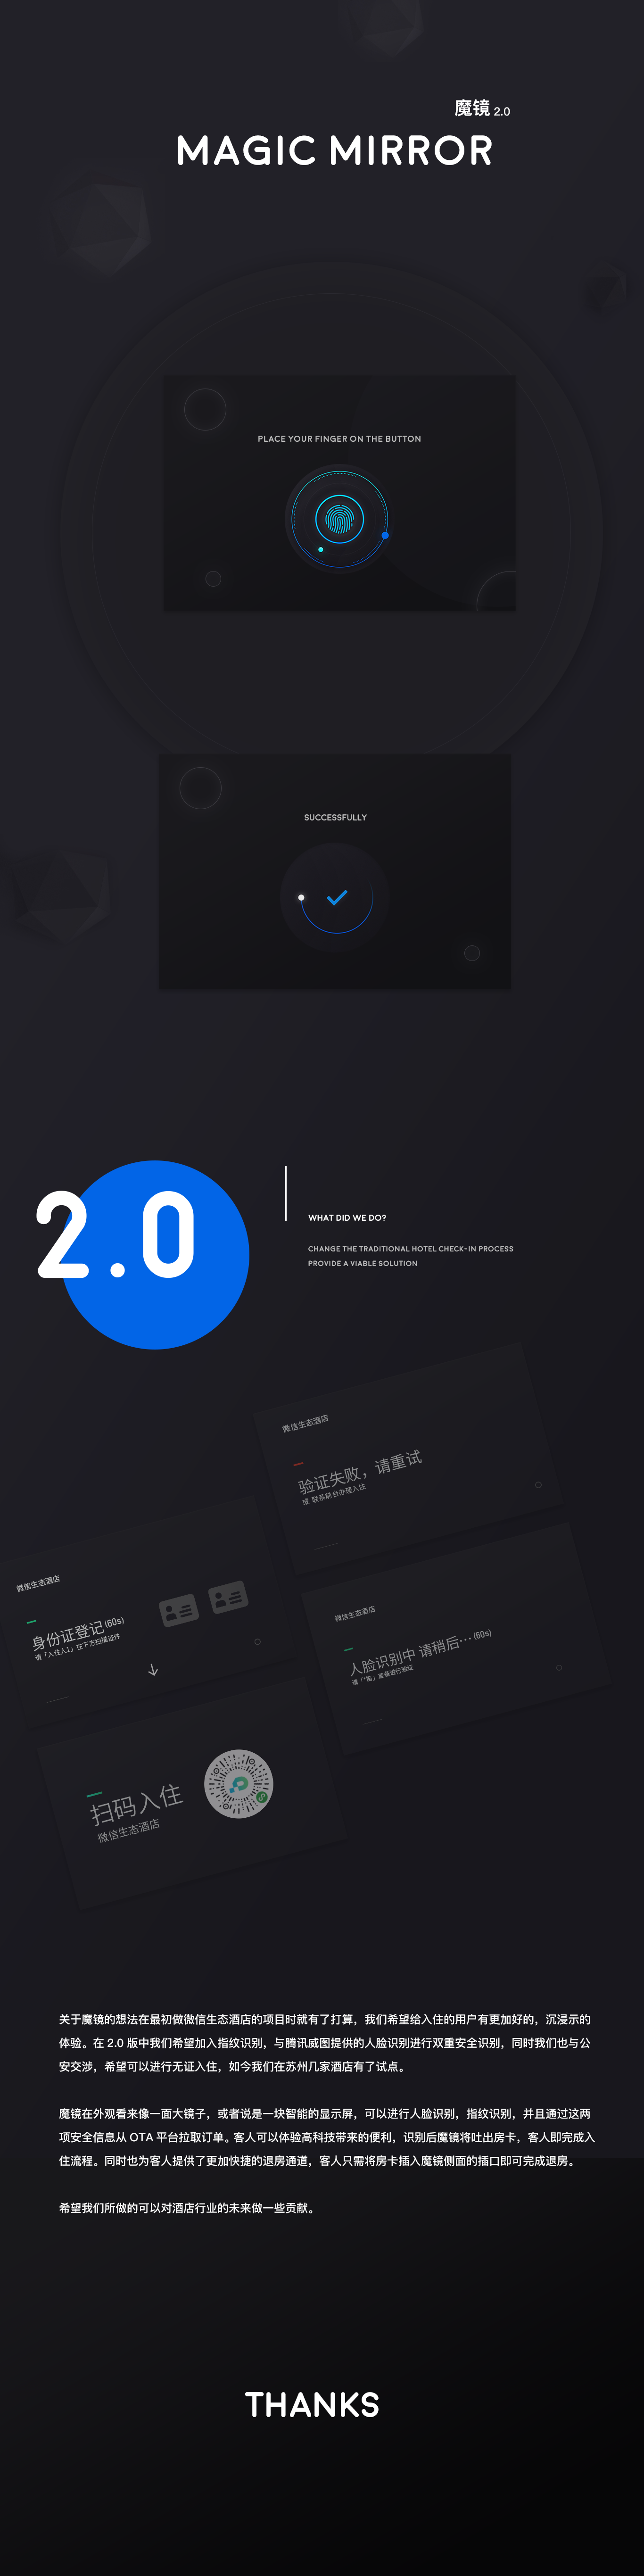 魔镜 2.0
MAGIC MIRROR
PLACE YOUR FINGER ON THE BUTTON
SUCCESSFULLY
2.0
WHAT DID WE DO?
CHANGE THE TRADITIONAL HOTEL CHECK-IN PROCESS
PROVIDE A VIABLE SOLUTION
微信生态酒店
验证失败，请重试
或 联系前台办理入住
微信生态酒店
身份证登记 (60s)
请「入住人1」在下方扫描证件
微信生态酒店
人脸识别中 请稍后… (60s)
请「*露」准备进行验证
扫码入住
微信生态酒店
关于魔镜的想法在最初做微信生态酒店的项目时就有了打算，我们希望给入住的用户有更加好的，沉浸示的
体验。在 2.0 版中我们希望加入指纹识别，与腾讯威图提供的人脸识别进行双重安全识别，同时我们也与公
安交涉，希望可以进行无证入住，如今我们在苏州几家酒店有了试点。
魔镜在外观看来像一面大镜子，或者说是一块智能的显示屏，可以进行人脸识别，指纹识别，并且通过这两
项安全信息从 OTA 平台拉取订单。客人可以体验高科技带来的便利，识别后魔镜将吐出房卡，客人即完成入
住流程。同时也为客人提供了更加快捷的退房通道，客人只需将房卡插入魔镜侧面的插口即可完成退房。
希望我们所做的可以对酒店行业的未来做一些贡献。
THANKS